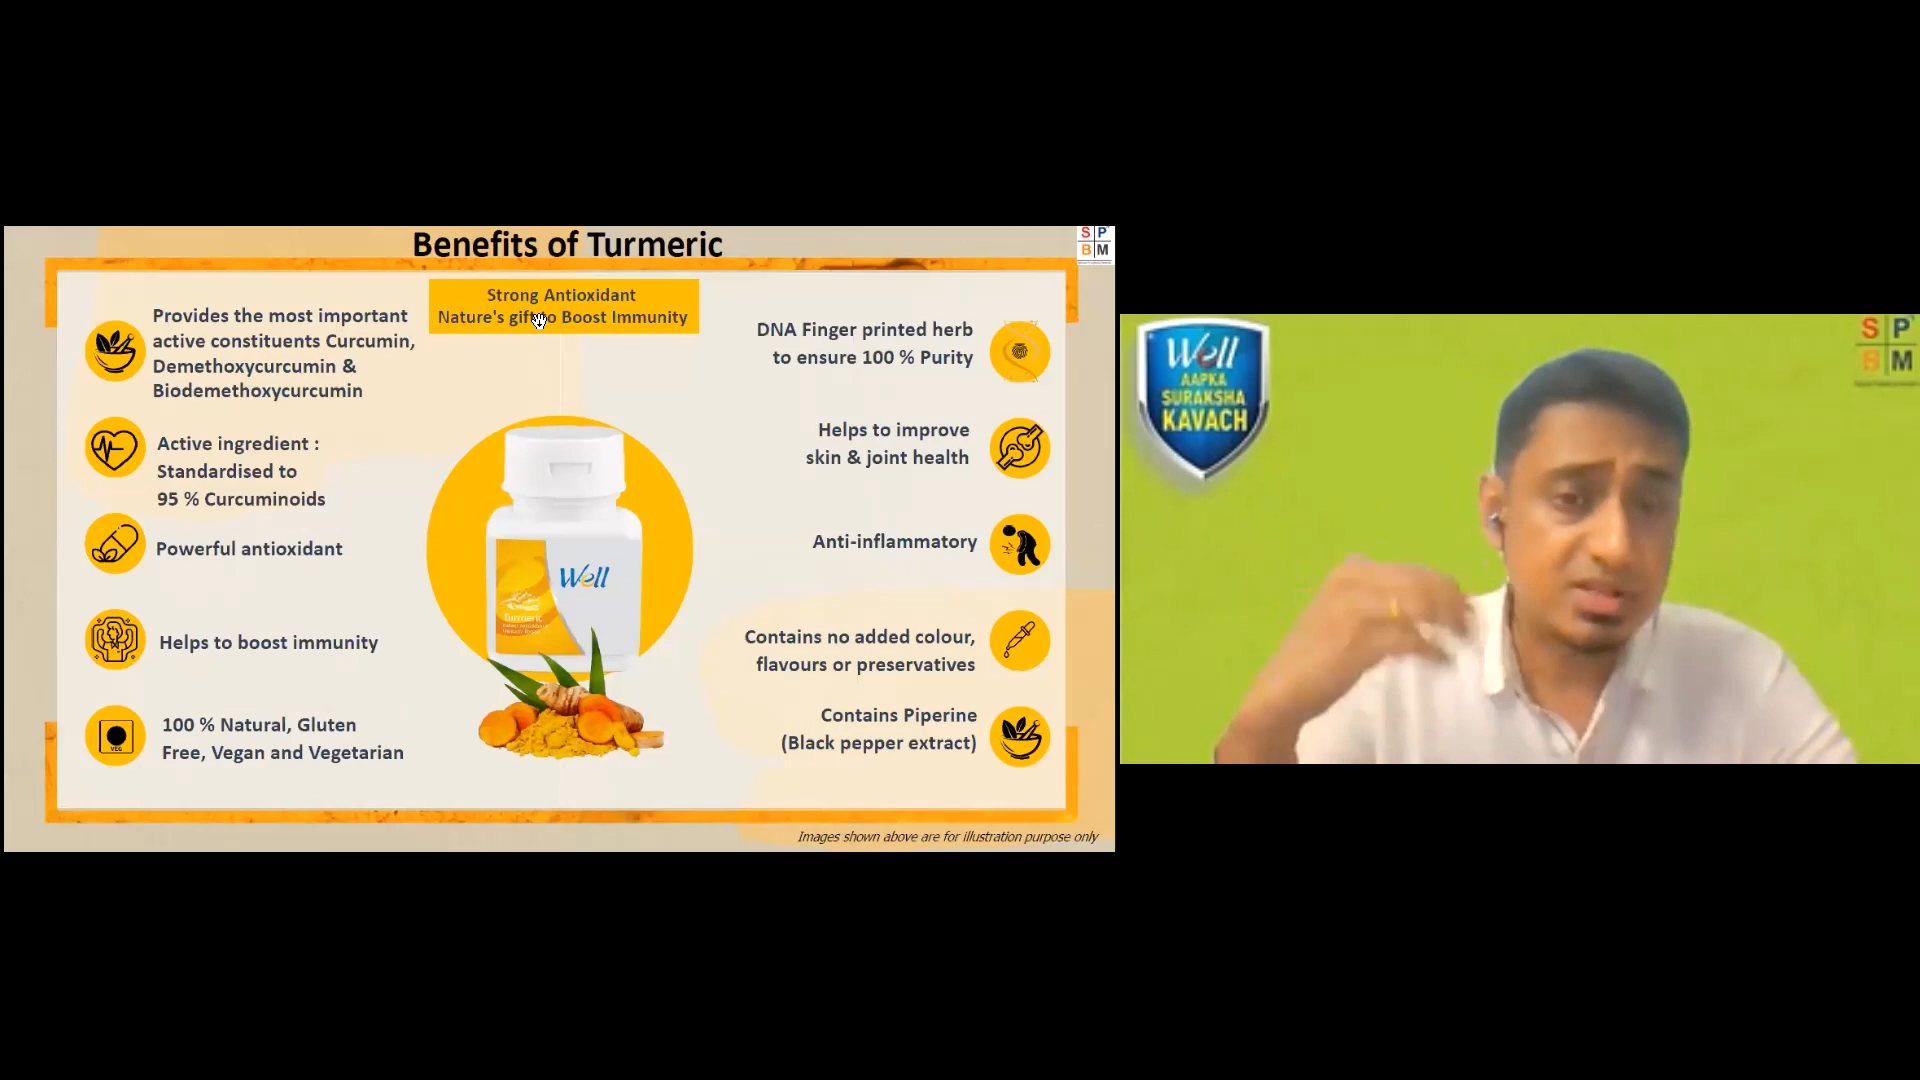 Benefits of Turmeric
S P
B M
Strong Antioxidant
Nature's gift to Boost Immunity
Provides the most important
active constituents Curcumin,
Demethoxycurcumin &
Biodemethoxycurcumin
Active ingredient :
Standardised to
95 % Curcuminoids
Powerful antioxidant
Helps to boost immunity
VEG
100 % Natural, Gluten
Free, Vegan and Vegetarian
Well
Turmeric
DNA Finger printed herb
to ensure 100 % Purity
Helps to improve
skin & joint health
Anti-inflammatory
Contains no added colour,
flavours or preservatives
Contains Piperine
(Black pepper extract)
Images shown above are for illustration purpose only
Well
AAPKA
SURAKSHA
KAVACH
S P
B M